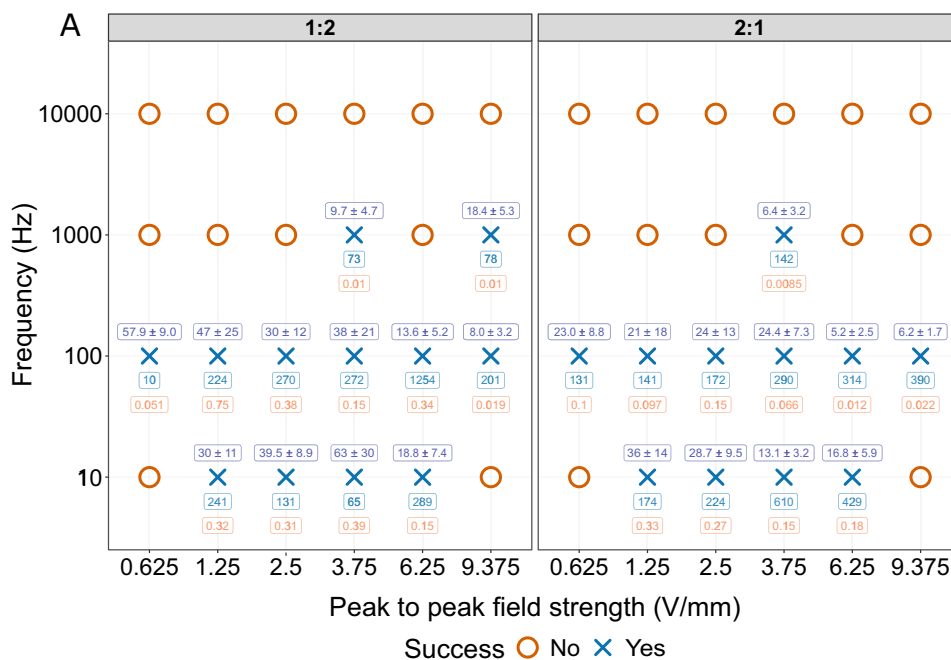 A
1:2 2:1
10000
9.7 ± 4.7 18.4 ± 5.3 6.4 ± 3.2
1000
73 78 142
0.01 0.01 0.0085
57.9 ± 9.0 47 ± 25 30 ± 12 38 ± 21 13.6 ± 5.2 8.0 ± 3.2 23.0 ± 8.8 21 ± 18 24 ± 13 24.4 ± 7.3 5.2 ± 2.5 6.2 ± 1.7
100
10 224 270 272 1254 201 131 141 172 290 314 390
0.051 0.75 0.38 0.15 0.34 0.019 0.1 0.097 0.15 0.066 0.012 0.022
30 ± 11 39.5 ± 8.9 63 ± 30 18.8 ± 7.4 36 ± 14 28.7 ± 9.5 13.1 ± 3.2 16.8 ± 5.9
10
241 131 65 289 174 224 610 429
0.32 0.31 0.39 0.15 0.33 0.27 0.15 0.18
0.625 1.25 2.5 3.75 6.25 9.375 0.625 1.25 2.5 3.75 6.25 9.375
Frequency (Hz)
Peak to peak field strength (V/mm)
Success No Yes